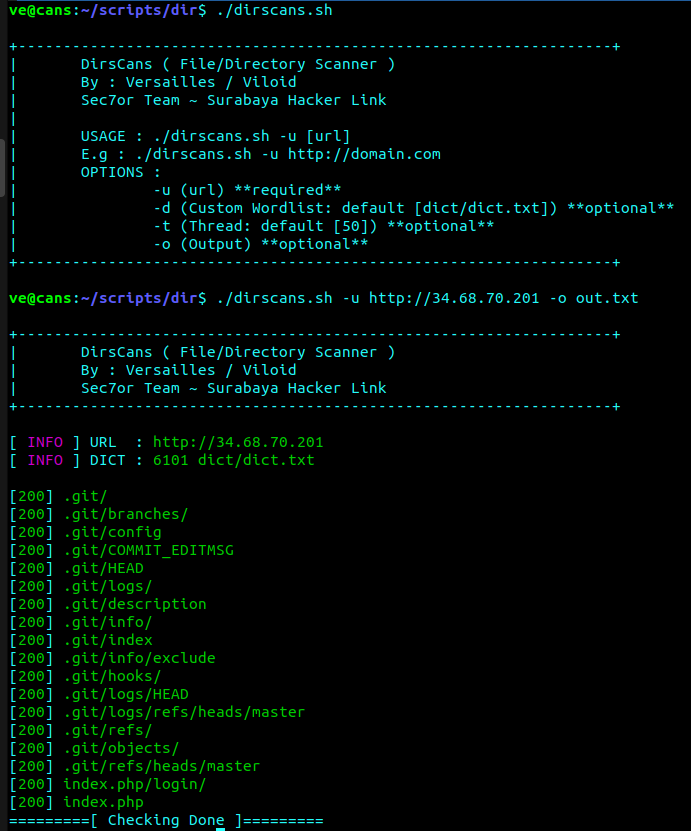 ve@cans:~/scripts/dir$ ./dirscans.sh
+------------------------------------------------------------------+
|       DirsCans ( File/Directory Scanner )
|       By : Versailles / Viloid
|       Sec7or Team ~ Surabaya Hacker Link
|
|       USAGE : ./dirscans.sh -u [url]
|       E.g : ./dirscans.sh -u http://domain.com
|       OPTIONS :
|               -u (url) **required**
|               -d (Custom Wordlist: default [dict/dict.txt]) **optional**
|               -t (Thread: default [50]) **optional**
|               -o (Output) **optional**
+------------------------------------------------------------------+
ve@cans:~/scripts/dir$ ./dirscans.sh -u http://34.68.70.201 -o out.txt
+------------------------------------------------------------------+
|       DirsCans ( File/Directory Scanner )
|       By : Versailles / Viloid
|       Sec7or Team ~ Surabaya Hacker Link
+------------------------------------------------------------------+
[ INFO ] URL  : http://34.68.70.201
[ INFO ] DICT : 6101 dict/dict.txt
[200] .git/
[200] .git/branches/
[200] .git/config
[200] .git/COMMIT_EDITMSG
[200] .git/HEAD
[200] .git/logs/
[200] .git/description
[200] .git/info/
[200] .git/index
[200] .git/info/exclude
[200] .git/hooks/
[200] .git/logs/HEAD
[200] .git/logs/refs/heads/master
[200] .git/refs/
[200] .git/objects/
[200] .git/refs/heads/master
[200] index.php/login/
[200] index.php
=========[ Checking Done ]=========